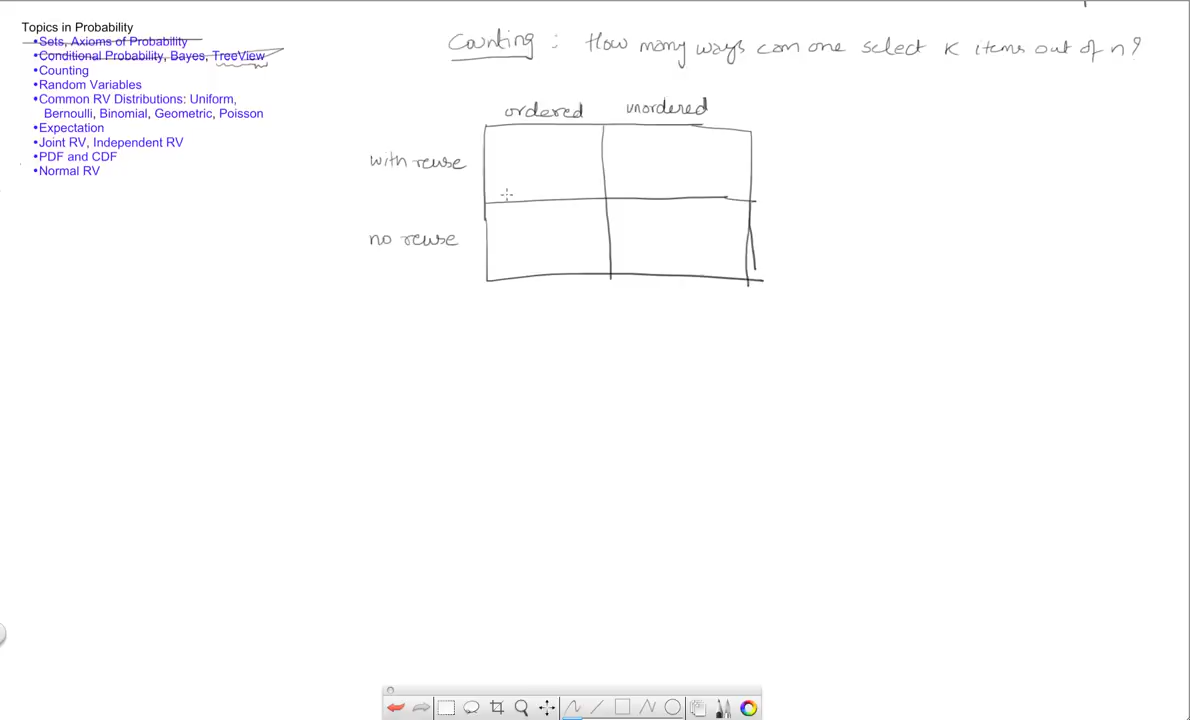 Topics in Probability
•Sets, Axioms of Probability
•Conditional Probability, Bayes, TreeView
•Counting
•Random Variables
•Common RV Distributions: Uniform,
Bernoulli, Binomial, Geometric, Poisson
•Expectation
•Joint RV, Independent RV
•PDF and CDF
•Normal RV
Counting : How many ways can one select K items out of n?
ordered unordered
with reuse
no reuse